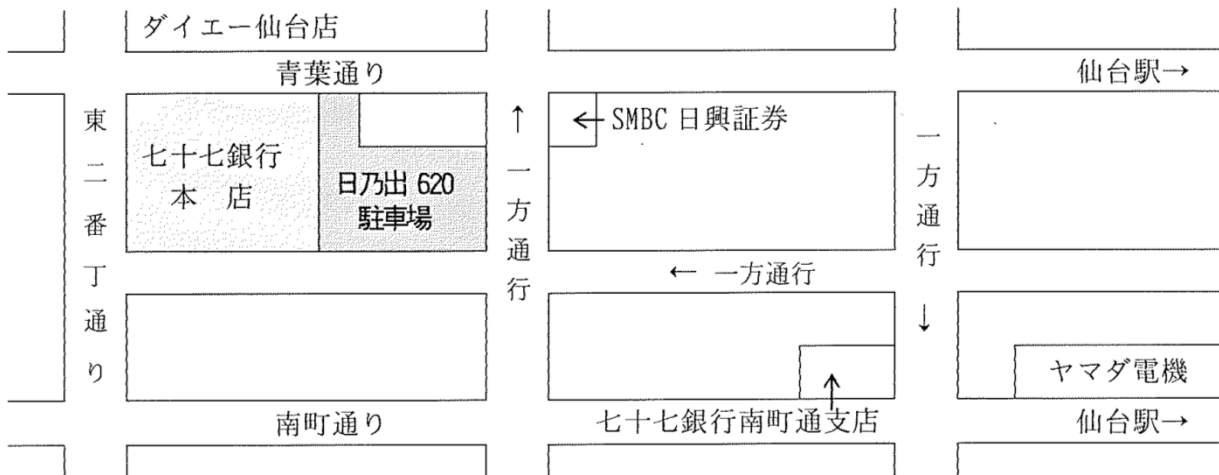 ダイエー仙台店
青葉通り
仙台駅→
東二番丁通り
七十七銀行
本 店
日乃出 620
駐車場
↑ 一方通行
← SMBC 日興証券
一方通行 ↓
← 一方通行
ヤマダ電機
南町通り
七十七銀行南町通支店
仙台駅→